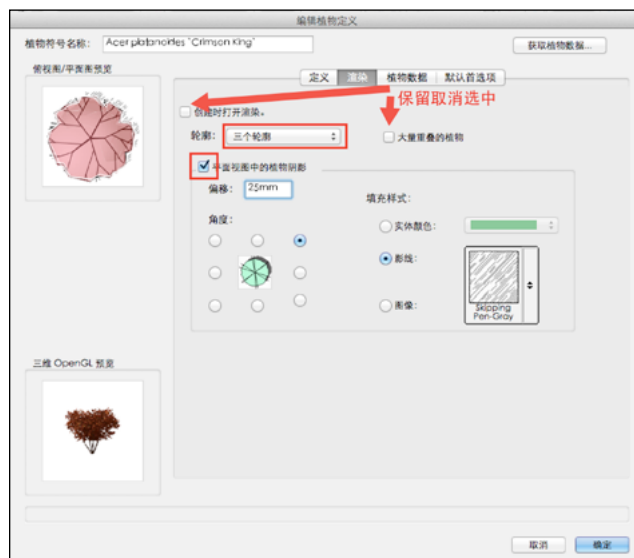 编辑植物定义
植物符号名称: Acer platanoides `Crimson King`
获取植物数据...
俯视图/平面图预览
定义 渲染 植物数据 默认首选项
保留取消选中
创建时打开渲染。
轮廓: 三个轮廓
大量重叠的植物
平面视图中的植物阴影
偏移: 25mm
填充样式:
角度:
实体颜色:
影线:
图像:
Skipping
Pen-Gray
三维 OpenGL 预览
取消 确定